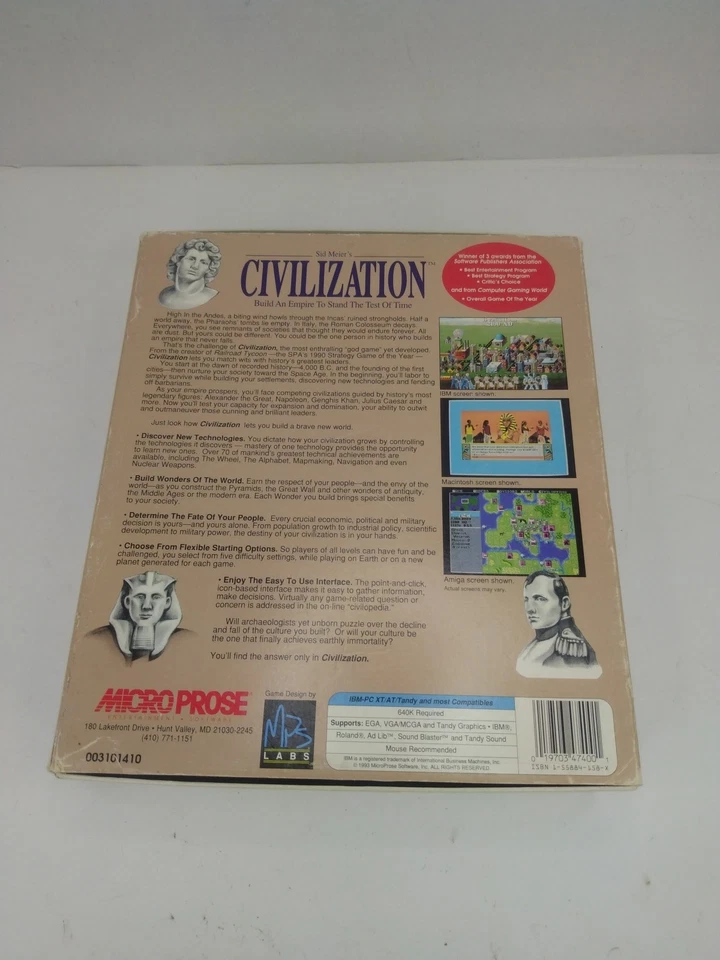 Sid Meier's
CIVILIZATION™
Build An Empire To Stand The Test Of Time
Winner of 3 awards from the
Software Publishers Association:
• Best Entertainment Program
• Best Strategy Program
• Critic's Choice
and from Computer Gaming World
• Overall Game Of The Year
High in the Andes, a biting wind howls through the Incas' ruined strongholds. Half a
world away, the Pharaohs' tombs lie empty. In Italy, the Roman Colosseum decays.
Everywhere, you see remnants of societies that thought they would endure forever. All
are dust. But yours could be different. You could be the one person in history who builds
an empire that never falls.
That's the challenge of Civilization, the most enthralling "god game" yet developed.
From the creator of Railroad Tycoon —the SPA's 1990 Strategy Game of the Year—
Civilization lets you match wits with history's greatest leaders.
You start at the dawn of recorded history—4,000 B.C. and the founding of the first
cities—then nurture your society toward the Space Age. In the beginning, you'll labor to
simply survive while building your settlements, discovering new technologies and fending
off barbarians.
As your empire prospers, you'll face competing civilizations guided by history's most
legendary figures: Alexander the Great, Napoleon, Genghis Khan, Julius Caesar and
more. Now you'll test your capacity for expansion and domination, your ability to outwit
and outmaneuver those cunning and brilliant leaders.
Just look how Civilization lets you build a brave new world.
• Discover New Technologies. You dictate how your civilization grows by controlling
the technologies it discovers — mastery of one technology provides the opportunity
to learn new ones. Over 70 of mankind's greatest technical achievements are
available, including The Wheel, The Alphabet, Mapmaking, Navigation and even
Nuclear Weapons.
• Build Wonders Of The World. Earn the respect of your people—and the envy of the
world—as you construct the Pyramids, the Great Wall and other wonders of antiquity,
the Middle Ages or the modern era. Each Wonder you build brings special benefits
to your society.
• Determine The Fate Of Your People. Every crucial economic, political and military
decision is yours—and yours alone. From population growth to industrial policy, scientific
development to military power, the destiny of your civilization is in your hands.
• Choose From Flexible Starting Options. So players of all levels can have fun and be
challenged, you select from five difficulty settings, while playing on Earth or on a new
planet generated for each game.
• Enjoy The Easy To Use Interface. The point-and-click,
icon-based interface makes it easy to gather information,
make decisions. Virtually any game-related question or
concern is addressed in the on-line "civilopedia."
Will archaeologists yet unborn puzzle over the decline
and fall of the culture you built? Or will your culture be
the one that finally achieves earthly immortality?
You'll find the answer only in Civilization.
IBM screen shown.
Macintosh screen shown.
Amiga screen shown.
Actual screens may vary.
MICROPROSE
ENTERTAINMENT • SOFTWARE
180 Lakefront Drive • Hunt Valley, MD 21030-2245
(410) 771-1151
003101410
Game Design by
MPS
LABS
IBM-PC XT/AT/Tandy and most Compatibles
640K Required
Supports: EGA, VGA/MCGA and Tandy Graphics • IBM®,
Roland®, Ad Lib™, Sound Blaster™ and Tandy Sound
Mouse Recommended
IBM is a registered trademark of International Business Machines, Inc.
© 1993 MicroProse Software, Inc. ALL RIGHTS RESERVED.
0 19703 47400 1